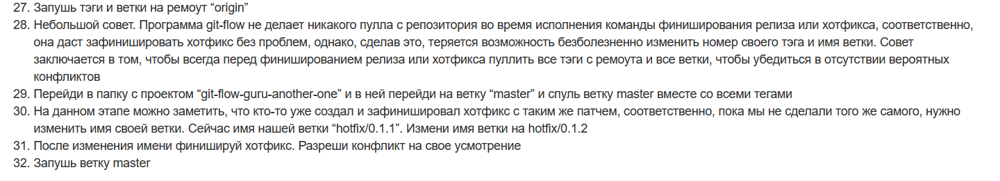 27. Запушь тэги и ветки на ремоут “origin”
28. Небольшой совет. Программа git-flow не делает никакого пулла с репозитория во время исполнения команды финиширования релиза или хотфикса, соответственно,
она даст зафинишировать хотфикс без проблем, однако, сделав это, теряется возможность безболезненно изменить номер своего тэга и имя ветки. Совет
заключается в том, чтобы всегда перед финишированием релиза или хотфикса пуллить все тэги с ремоута и все ветки, чтобы убедиться в отсутствии вероятных
конфликтов
29. Перейди в папку с проектом “git-flow-guru-another-one” и в ней перейди на ветку “master” и спуль ветку master вместе со всеми тегами
30. На данном этапе можно заметить, что кто-то уже создал и зафиниширoвал хотфикс с таким же патчем, соответственно, пока мы не сделали того же самого, нужно
изменить имя своей ветки. Сейчас имя нашей ветки “hotfix/0.1.1”. Измени имя ветки на hotfix/0.1.2
31. После изменения имени финишируй хотфикс. Разреши конфликт на свое усмотрение
32. Запушь ветку master